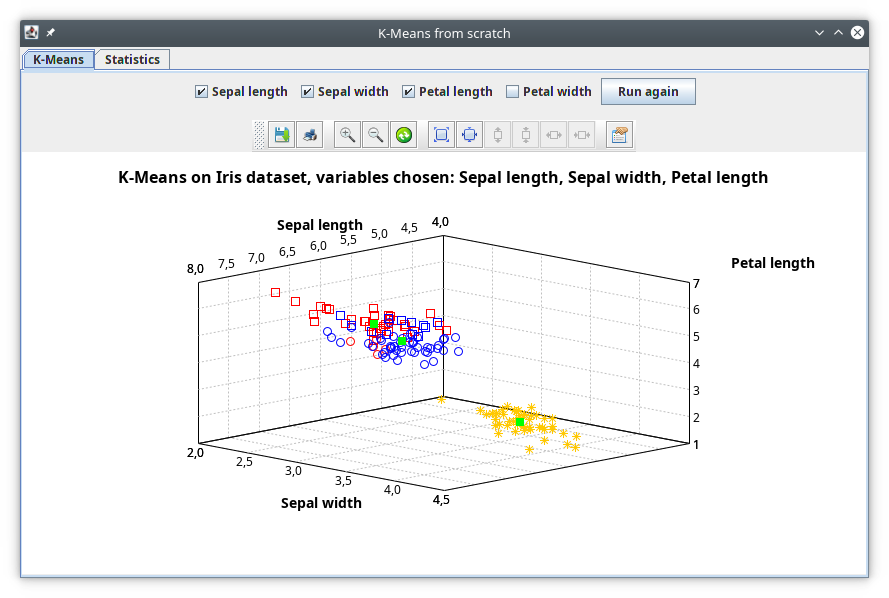 K-Means from scratch
K-Means Statistics
Sepal length Sepal width Petal length Petal width Run again
K-Means on Iris dataset, variables chosen: Sepal length, Sepal width, Petal length
Sepal length
8,0 7,5 7,0 6,5 6,0 5,5 5,0 4,5 4,0
Petal length
7
6
5
4
3
2
1
2,0 2,5 3,0 3,5 4,0 4,5
Sepal width